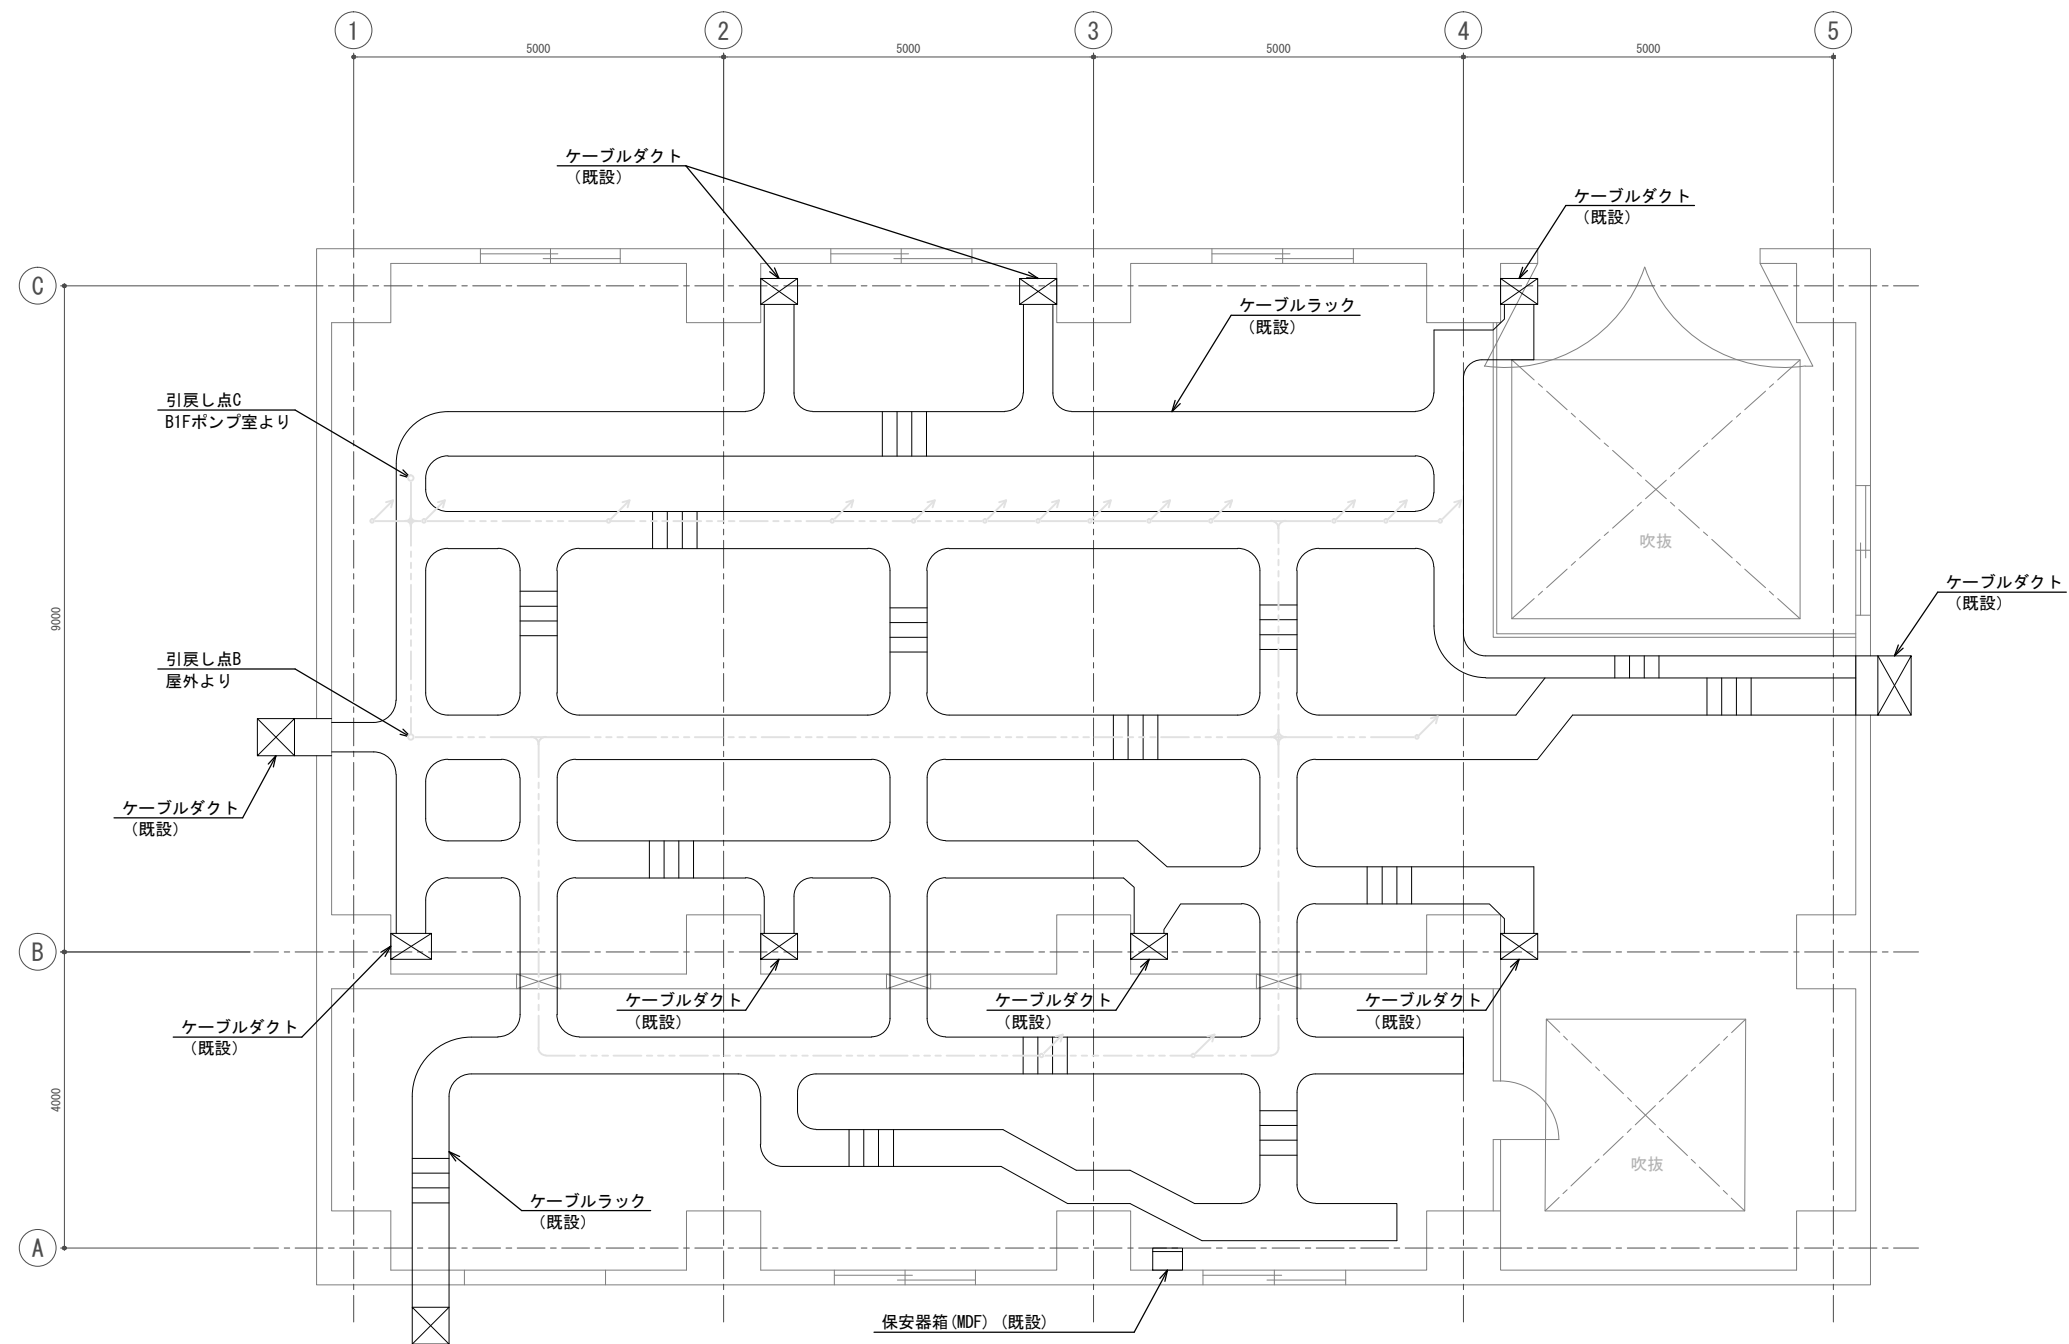 1
2
3
4
5
5000
5000
5000
5000
ケーブルダクト
(既設)
ケーブルダクト
(既設)
C
ケーブルラック
(既設)
引戻し点C
B1Fポンプ室より
吹抜
ケーブルダクト
(既設)
9000
引戻し点B
屋外より
ケーブルダクト
(既設)
B
ケーブルダクト
(既設)
ケーブルダクト
(既設)
ケーブルダクト
(既設)
ケーブルダクト
(既設)
4000
吹抜
ケーブルラック
(既設)
A
保安器箱(MDF) (既設)